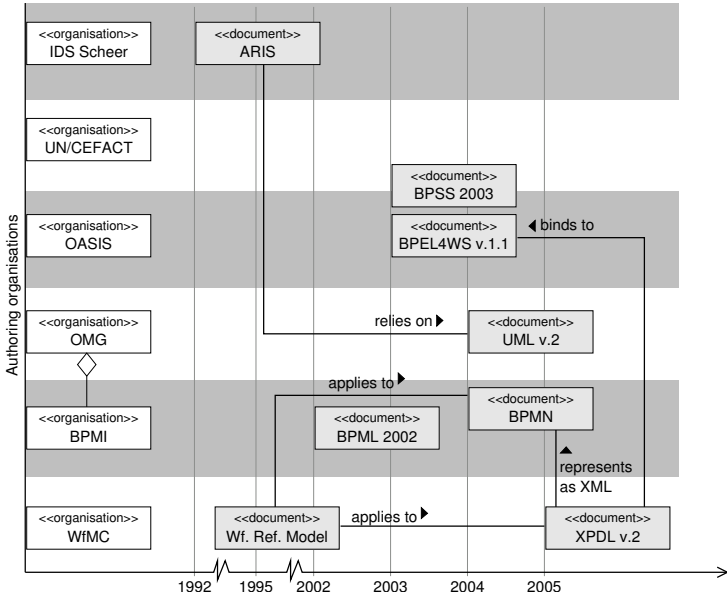 <<organisation>>
IDS Scheer
<<document>>
ARIS
<<organisation>>
UN/CEFACT
<<document>>
BPSS 2003
<<organisation>>
OASIS
<<document>>
BPEL4WS v.1.1
binds to
Authoring organisations
<<organisation>>
OMG
relies on
<<document>>
UML v.2
applies to
<<organisation>>
BPMI
<<document>>
BPML 2002
<<document>>
BPMN
represents
as XML
<<organisation>>
WfMC
<<document>>
Wf. Ref. Model
applies to
<<document>>
XPDL v.2
1992 1995 2002 2003 2004 2005